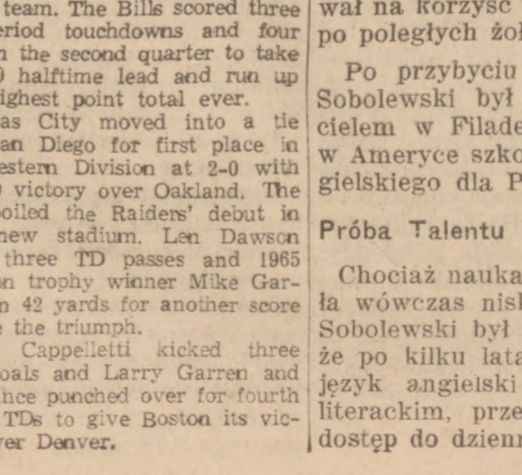 team. The Bills scored three
eriod touchdowns and four
n the second quarter to take
0 halftime lead and run up
ighest point total ever.
as City moved into a tie
an Diego for first place in
estern Division at 2-0 with
victory over Oakland. The
oiled the Raiders' debut in
new stadium. Len Dawson
three TD passes and 1965
an trophy winner Mike Gar-
n 42 yards for another score
e the triumph.
Cappelletti kicked three
oals and Larry Garren and
ance punched over for fourth
TDs to give Boston its vic-
ver Denver.
wał na korzyść
po poległych żoł
Po przybyciu
Sobolewski był
cielem w Filade
w Ameryce szko
gielskiego dla P
Próba Talentu
Chociaż nauka
ła wówczas nisl
Sobolewski był
że po kilku lata
język angielski
literackim, prze
dostęp do dzienn